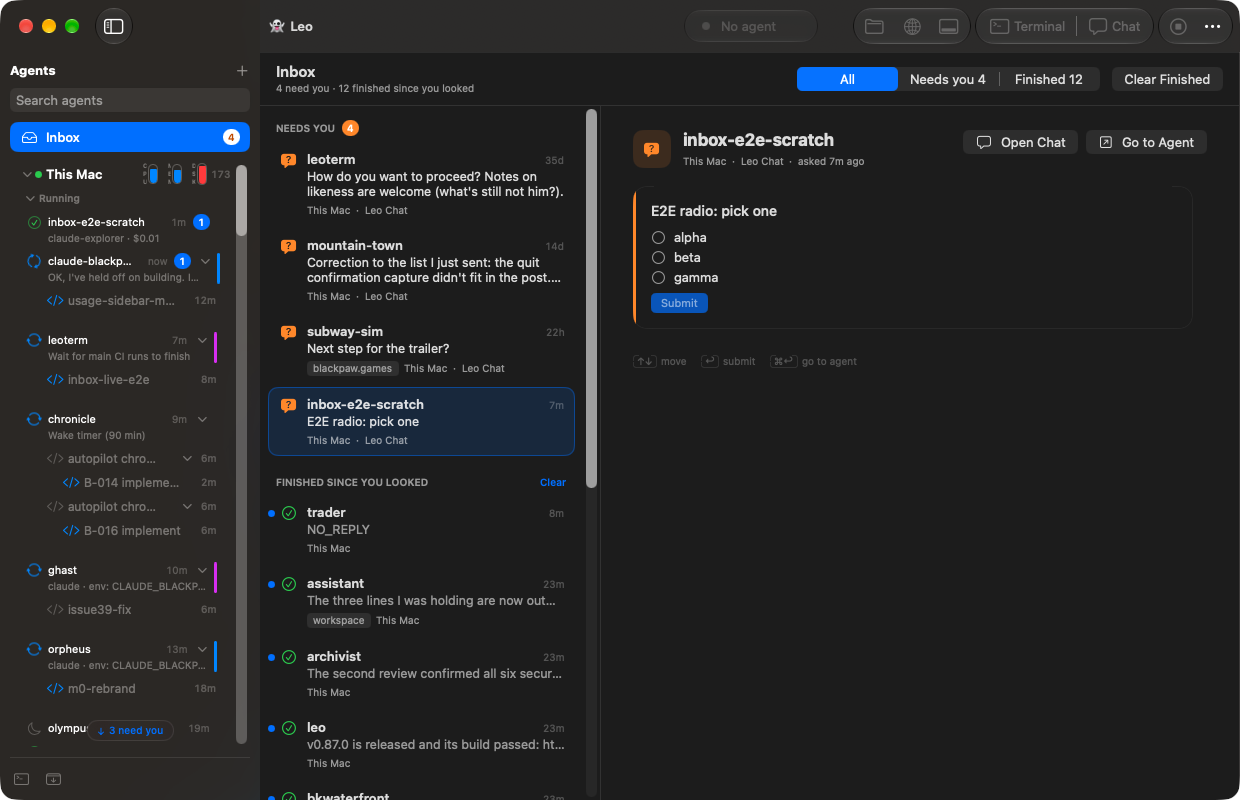 Leo
No agent
Terminal
Chat
Agents
Search agents
Inbox
4
This Mac
173
Running
inbox-e2e-scratch 1m 1
claude-explorer · $0.01
claude-blackp... now 1
OK, I've held off on building. I...
</> usage-sidebar-m... 12m
leoterm 7m
Wait for main CI runs to finish
</> inbox-live-e2e 8m
chronicle 9m
Wake timer (90 min)
</> autopilot chro... 6m
</> B-014 impleme... 2m
</> autopilot chro... 6m
</> B-016 implement 6m
ghast 10m
claude · env: CLAUDE_BLACKP...
</> issue39-fix 6m
orpheus 13m
claude · env: CLAUDE_BLACKP...
</> m0-rebrand 18m
olympu 19m
↓ 3 need you
Inbox
4 need you · 12 finished since you looked
All
Needs you 4
Finished 12
Clear Finished
NEEDS YOU 4
leoterm 35d
How do you want to proceed? Notes on
likeness are welcome (what's still not him?).
This Mac · Leo Chat
mountain-town 14d
Correction to the list I just sent: the quit
confirmation capture didn't fit in the post....
This Mac · Leo Chat
subway-sim 22h
Next step for the trailer?
blackpaw.games This Mac · Leo Chat
inbox-e2e-scratch 7m
E2E radio: pick one
This Mac · Leo Chat
FINISHED SINCE YOU LOOKED Clear
trader 8m
NO_REPLY
This Mac
assistant 23m
The three lines I was holding are now out...
workspace This Mac
archivist 23m
The second review confirmed all six secur...
This Mac
leo 23m
v0.87.0 is released and its build passed: ht...
This Mac
bkwaterfront 23m
inbox-e2e-scratch
This Mac · Leo Chat · asked 7m ago
Open Chat
Go to Agent
E2E radio: pick one
alpha
beta
gamma
Submit
↑↓ move ↩ submit ⌘↩ go to agent